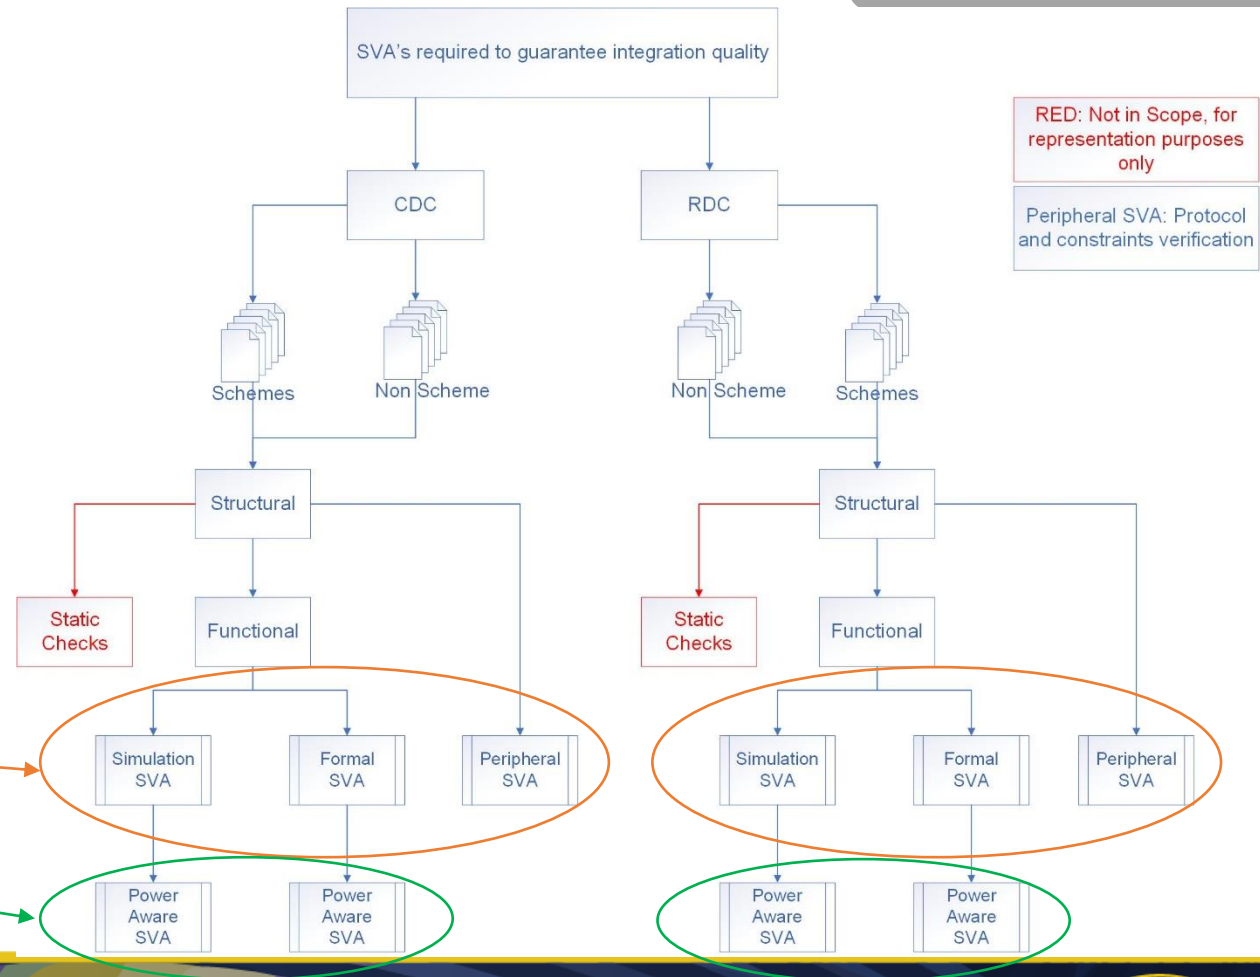 SVA's required to guarantee integration quality
RED: Not in Scope, for
representation purposes
only
Peripheral SVA: Protocol
and constraints verification
CDC
RDC
Schemes
Non Scheme
Non Scheme
Schemes
Structural
Structural
Static
Checks
Functional
Static
Checks
Functional
Simulation
SVA
Formal
SVA
Peripheral
SVA
Simulation
SVA
Formal
SVA
Peripheral
SVA
Power
Aware
SVA
Power
Aware
SVA
Power
Aware
SVA
Power
Aware
SVA